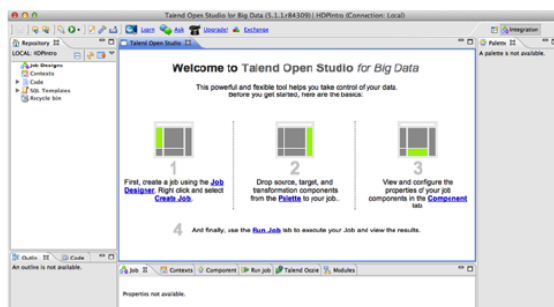 Talend Open Studio for Big Data (5.1.1r84309) | HDPIntro (Connection: Local)
Learn Ask Upgrade! Exchange
Integration
Repository
LOCAL: HDPIntro
Job Designs
Contexts
Code
SQL Templates
Recycle bin
Talend Open Studio
Welcome to Talend Open Studio for Big Data
This powerful and flexible tool helps you take control of your data.
Before you get started, here are the basics:
1
First, create a job using the Job
Designer. Right click and select
Create Job.
2
Drop source, target, and
transformation components
from the Palette to your job..
3
View and configure the
properties of your job
components in the Component
tab.
4 And finally, use the Run Job tab to execute your Job and view the results.
Palette
A palette is not available.
Outlin Code
An outline is not available.
Job Contexts Component Run Job Talend Oozie Modules
Properties not available.